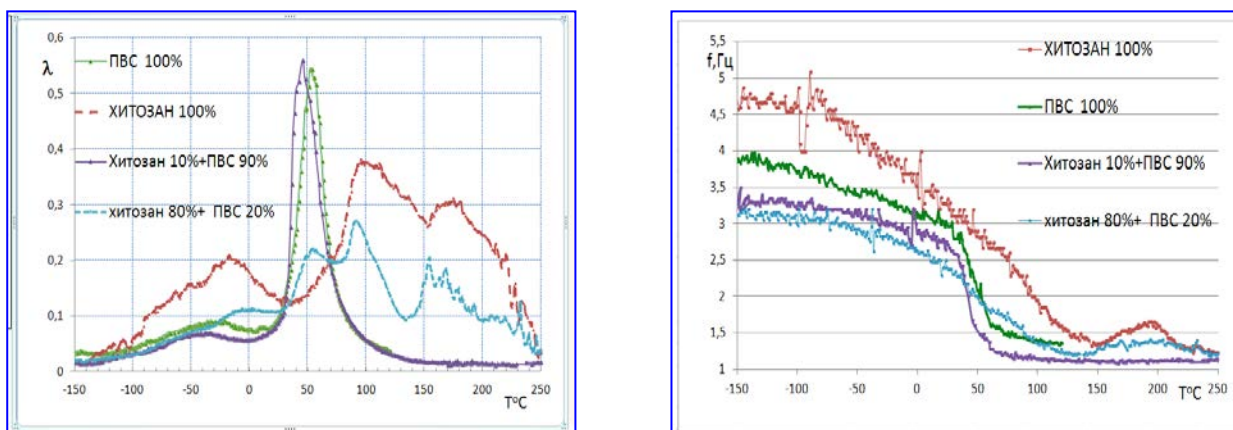 0,6
λ
0,5
0,4
0,3
0,2
0,1
0
ПВС 100%
ХИТОЗАН 100%
Хитозан 10%+ПВС 90%
хитозан 80%+ ПВС 20%
-150 -100 -50 0 50 100 150 200 250
T⁰C
5,5
f,Гц
5
4,5
4
3,5
3
2,5
2
1,5
1
ХИТОЗАН 100%
ПВС 100%
Хитозан 10%+ПВС 90%
хитозан 80%+ ПВС 20%
-150 -100 -50 0 50 100 150 200 250
T⁰C